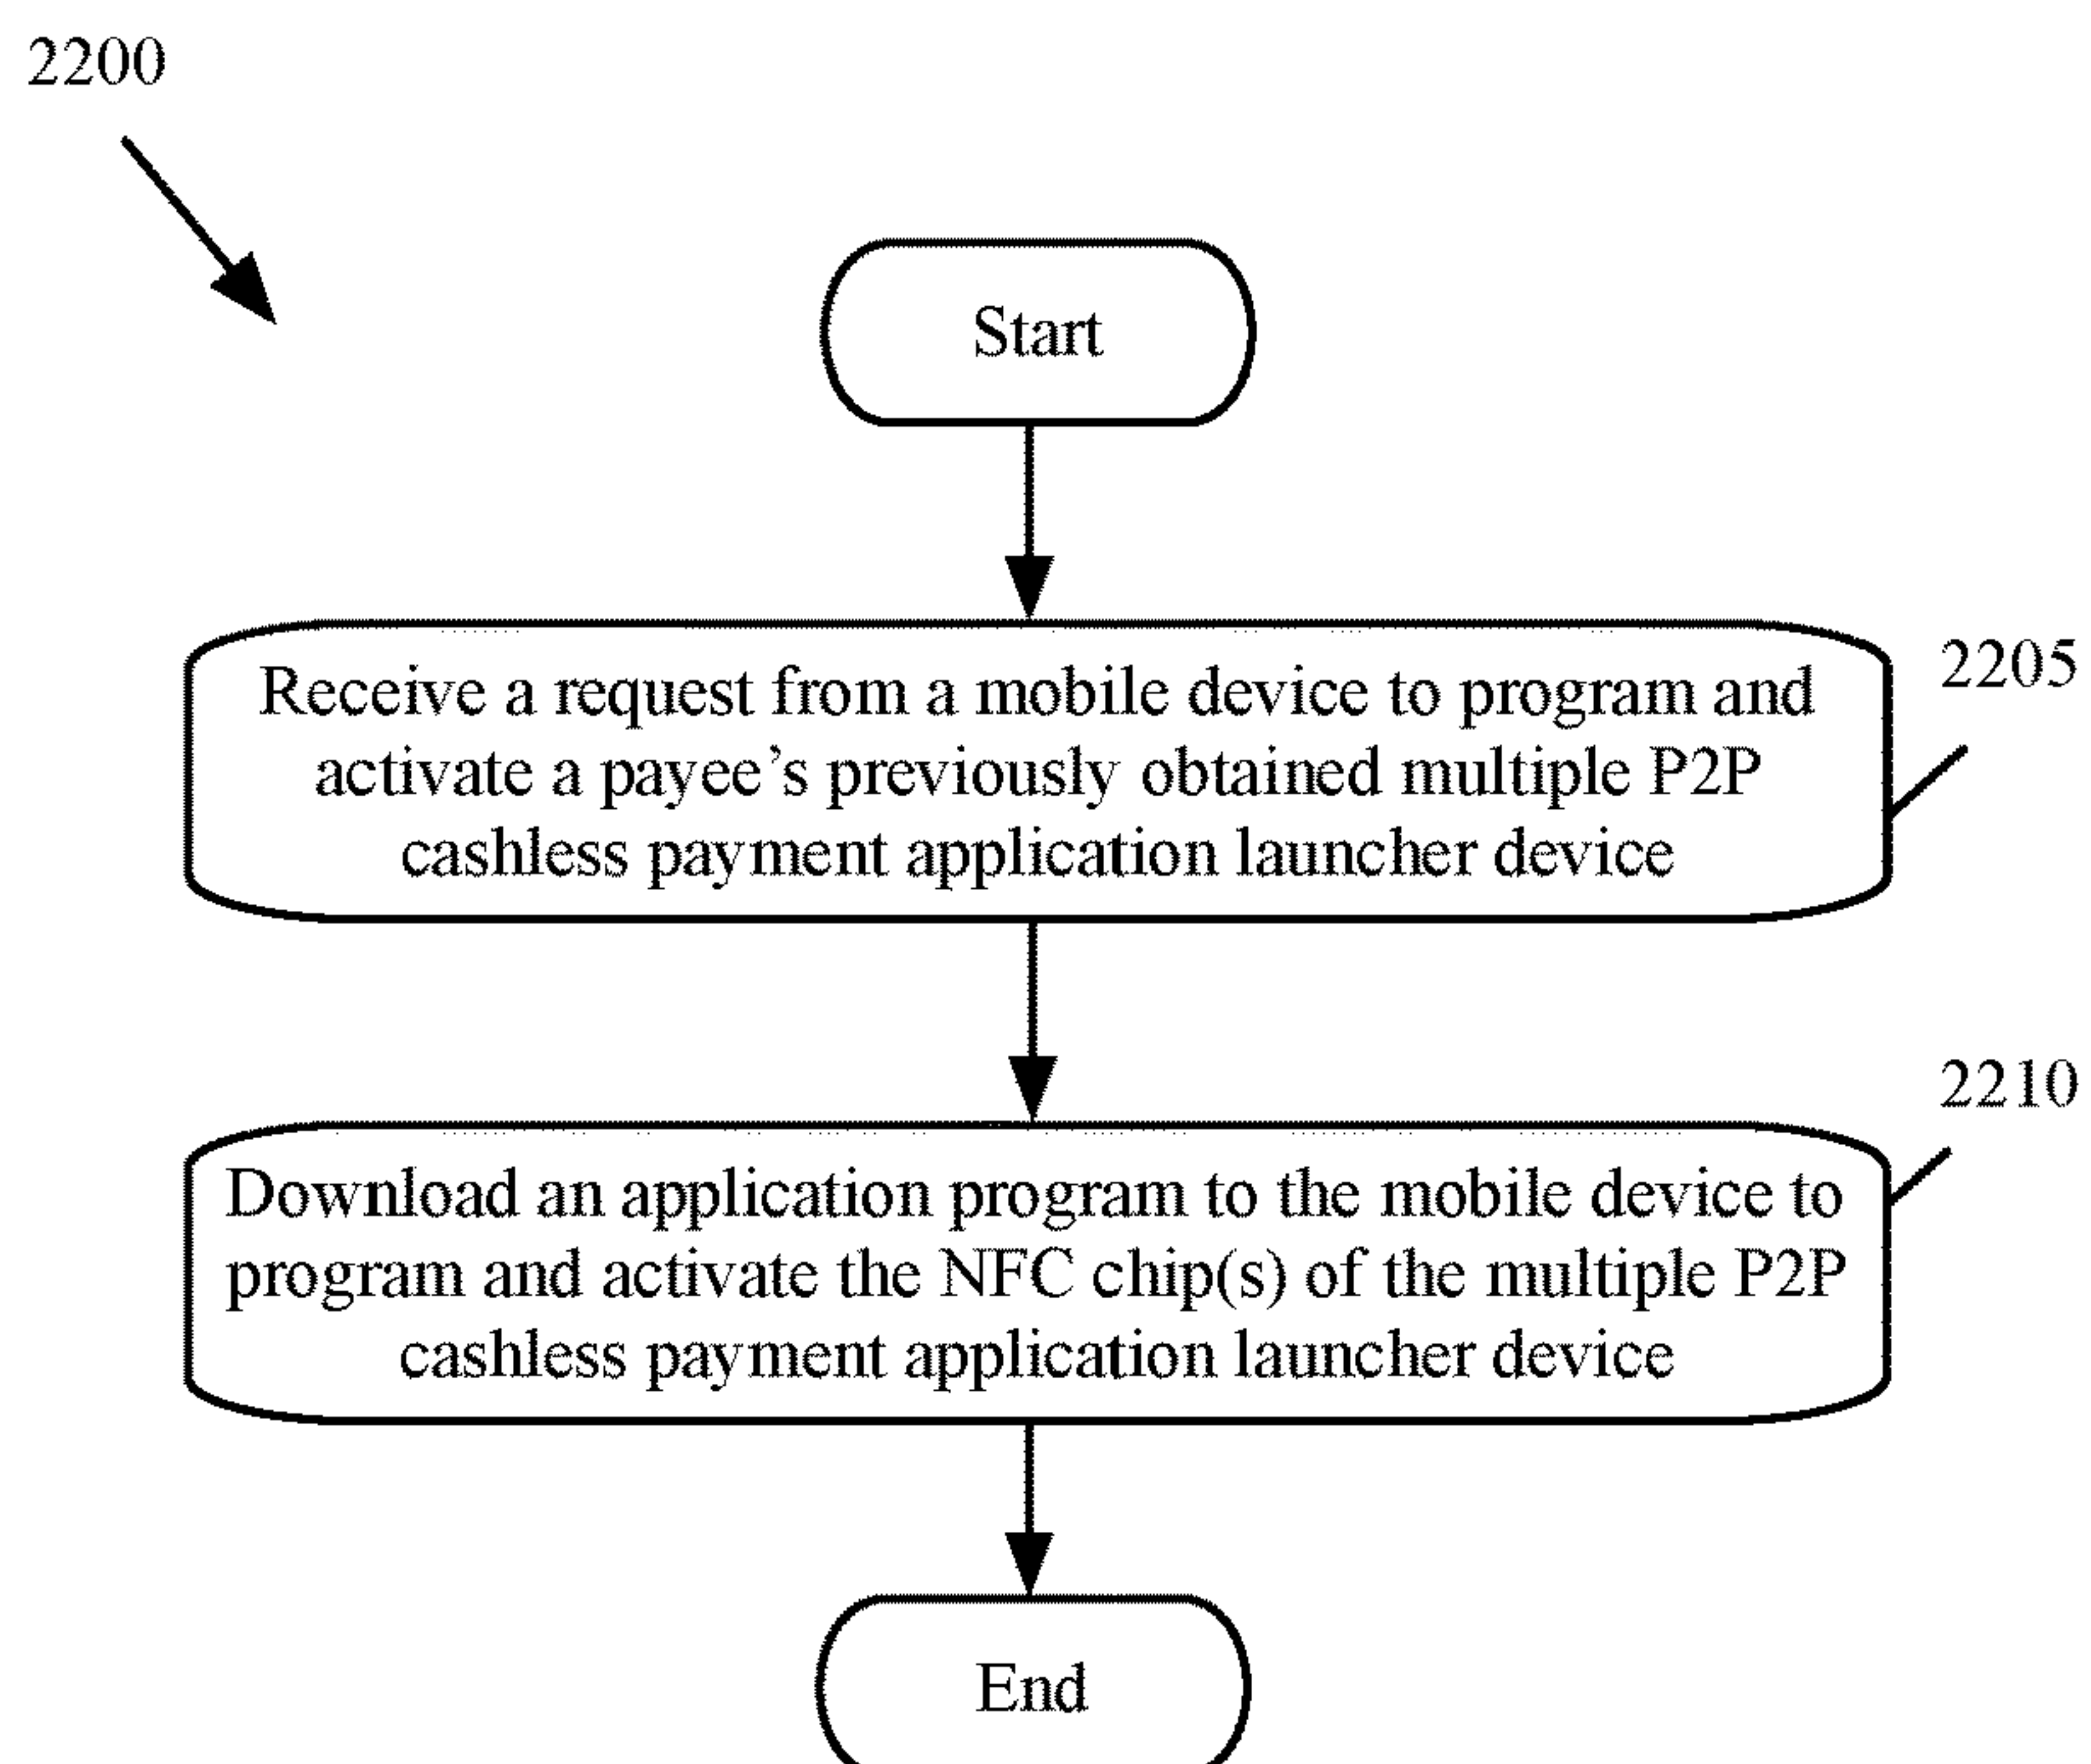 2200
Start
Receive a request from a mobile device to program and
activate a payee’s previously obtained multiple P2P
cashless payment application launcher device
2205
Download an application program to the mobile device to
program and activate the NFC chip(s) of the multiple P2P
cashless payment application launcher device
2210
End